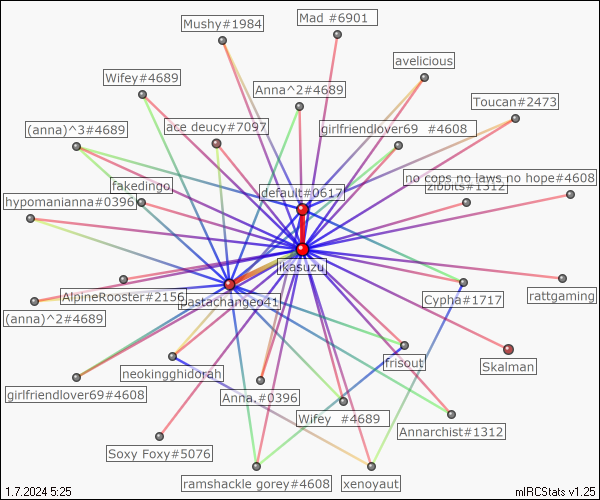 Mushy#1984
Mad #6901
avelicious
Wifey#4689
Anna^2#4689
Toucan#2473
(anna)^3#4689
ace deucy#7097
girlfriendlover69 #4608
no cops no laws no hope#4608
fakedingo
default#0617
zibbits#1312
hypomanianna#0396
ikasuzu
AlpineRooster#2156
pastachangeo41
Cypha#1717
rattgaming
(anna)^2#4689
frisout
Skalman
girlfriendlover69#4608
neokingghidorah
Anna.#0396
Wifey #4689
Annarchist#1312
Soxy Foxy#5076
ramshackle gorey#4608
xenoyaut
1.7.2024 5:25
mIRCStats v1.25